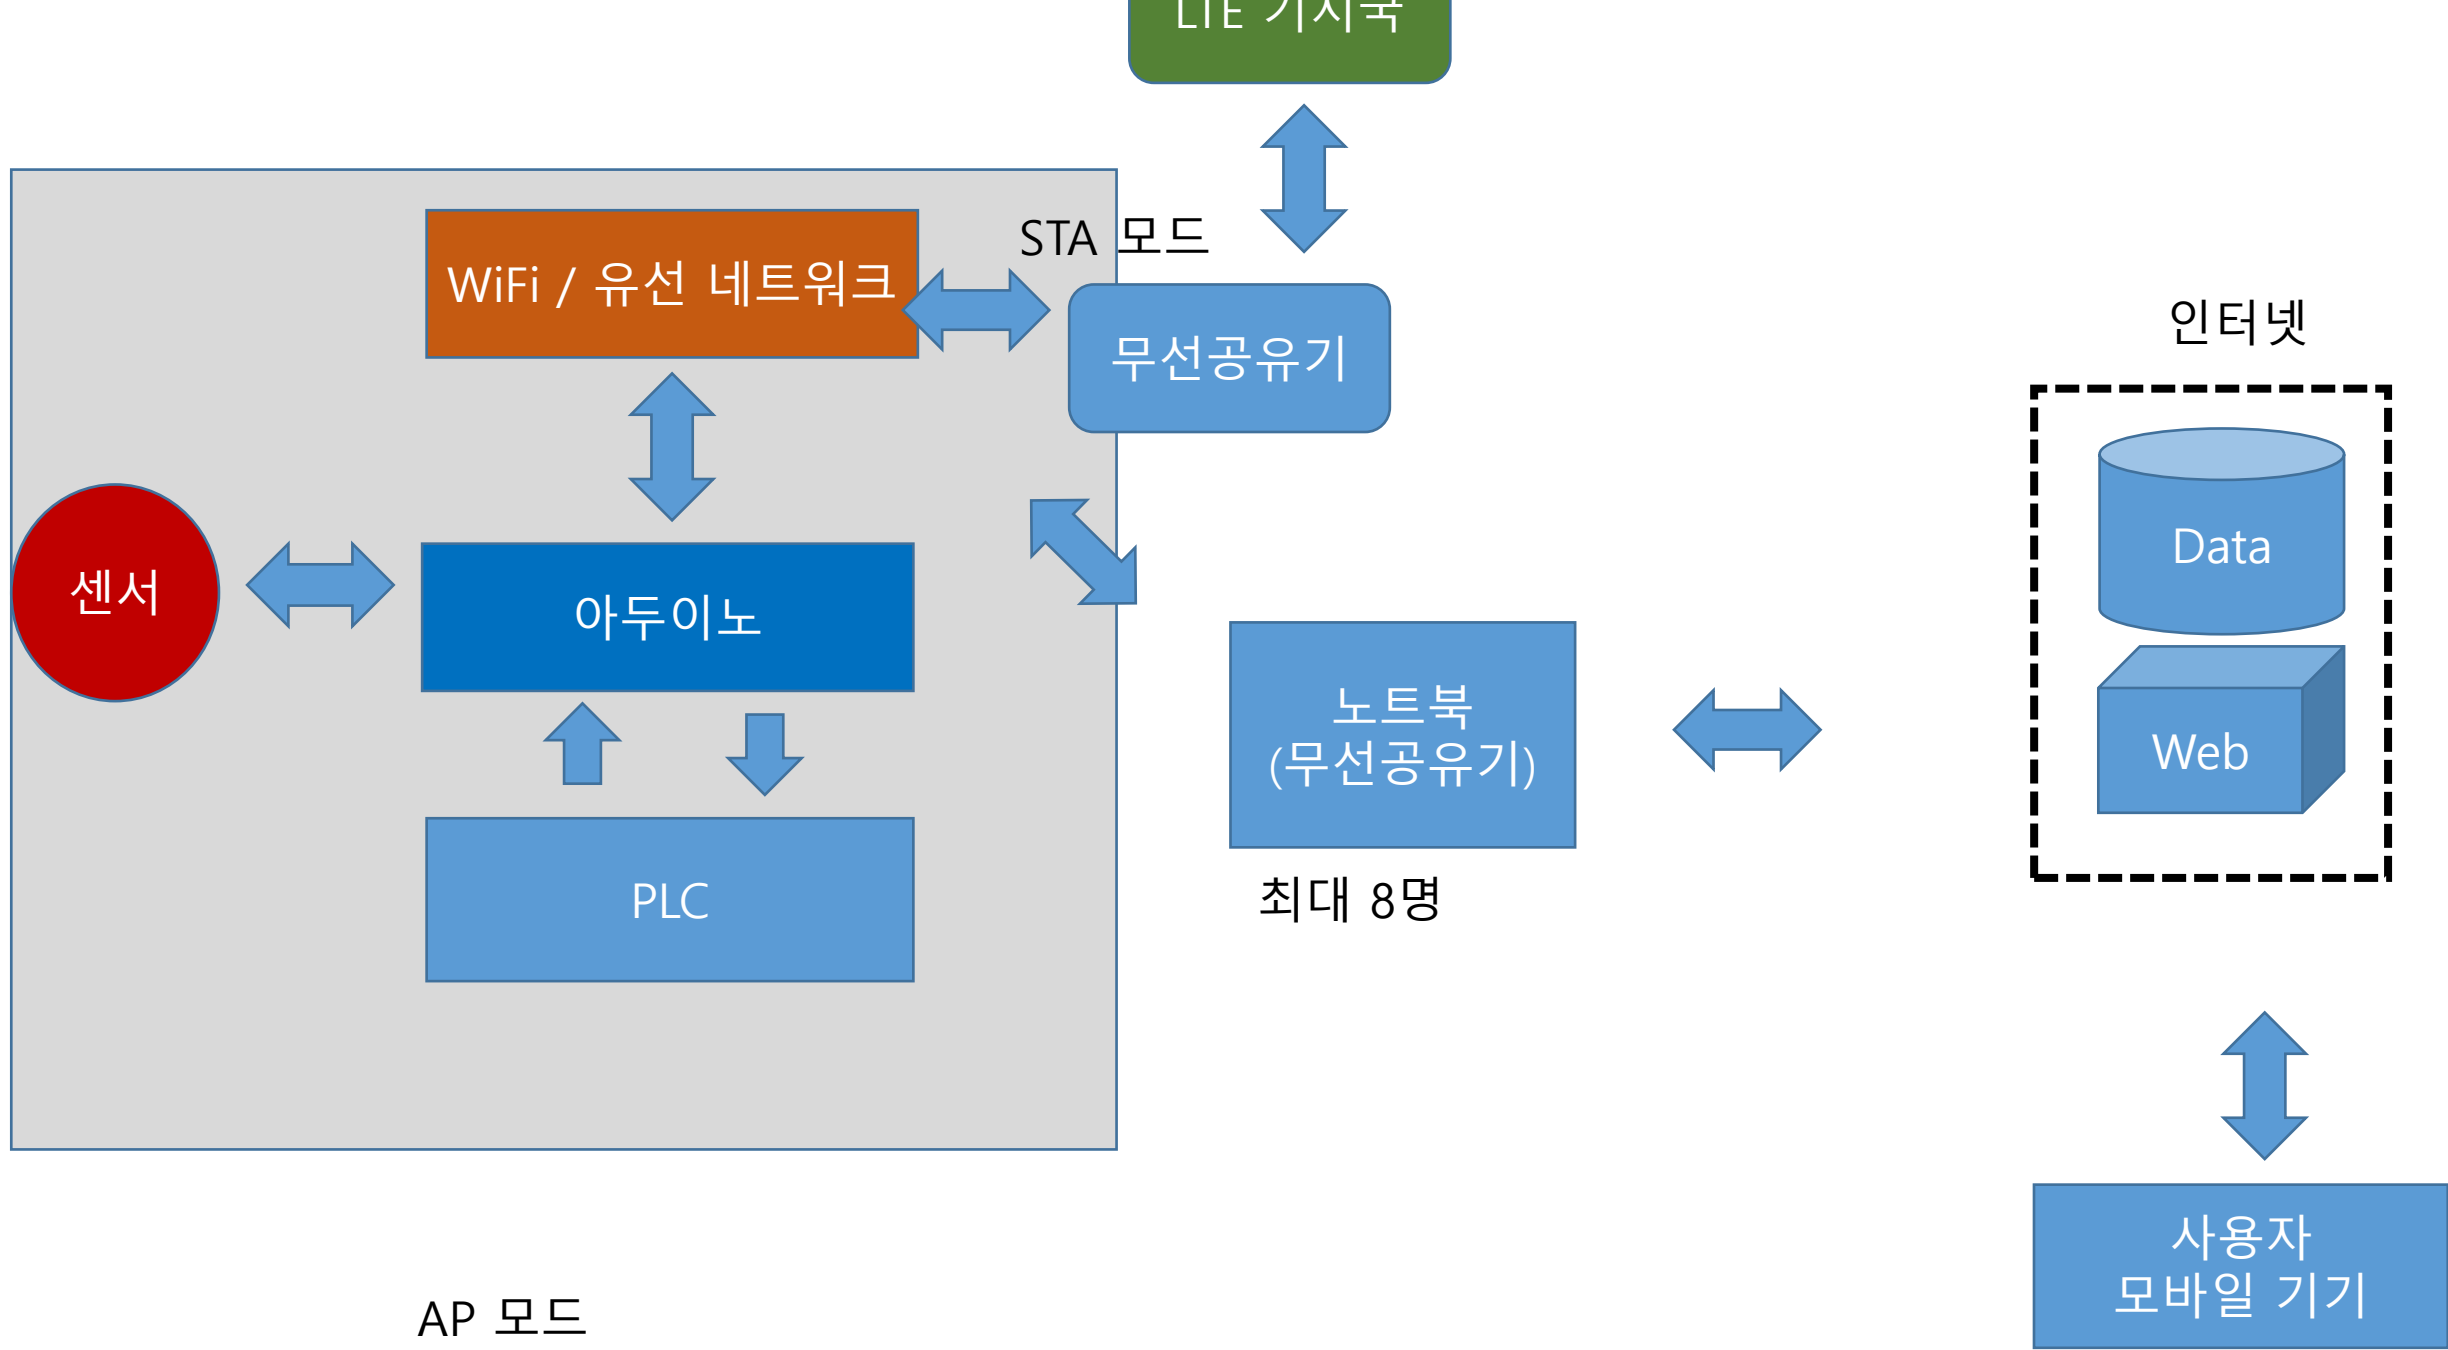 LTE 기지국
STA 모드
WiFi / 유선 네트워크
무선공유기
인터넷
센서
아두이노
Data
노트북
(무선공유기)
Web
PLC
최대 8명
사용자
모바일 기기
AP 모드